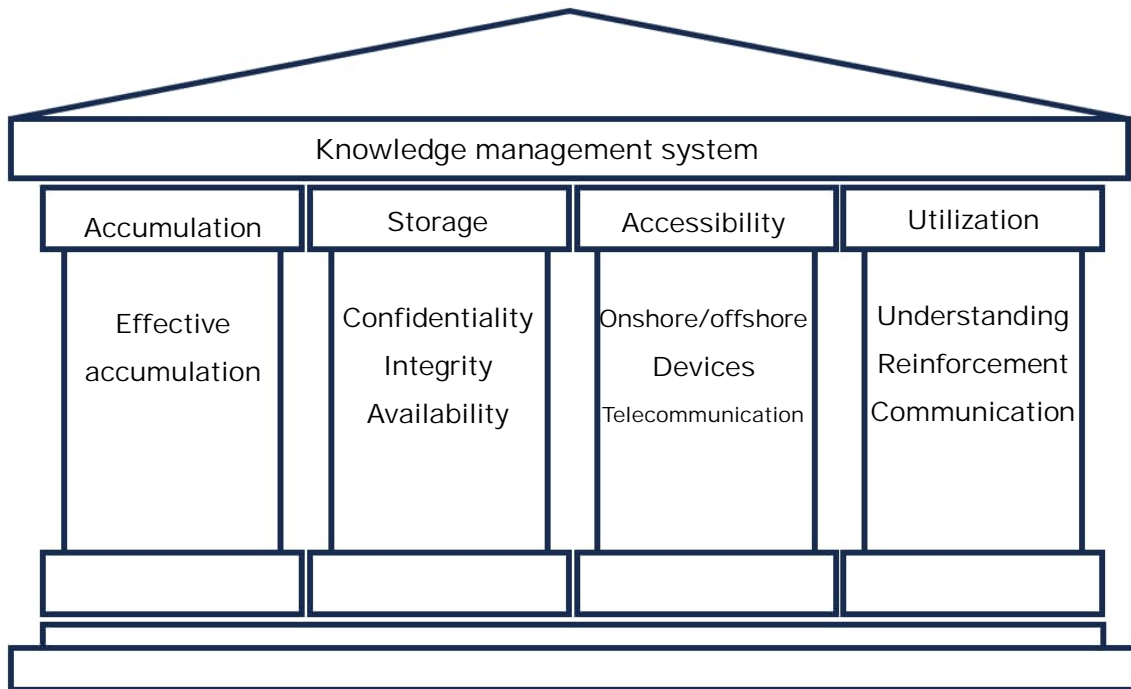 Knowledge management system
Accumulation
Storage
Accessibility
Utilization
Effective
accumulation
Confidentiality
Integrity
Availability
Onshore/offshore
Devices
Telecommunication
Understanding
Reinforcement
Communication